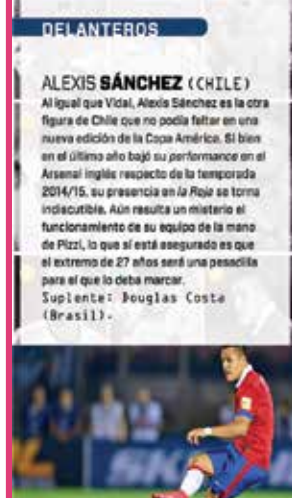 DELANTEROS
ALEXIS SÁNCHEZ (CHILE)
Al igual que Vidal, Alexis Sánchez es la otra
figura de Chile que no podía faltar en una
nueva edición de la Copa América. Si bien
en el último año bajó su performance en el
Arsenal inglés respecto de la temporada
2014/15, su presencia en la Roja se torna
indiscutible. Aún resulta un misterio el
funcionamiento de su equipo de la mano
de Pizzi, lo que sí está asegurado es que
el extremo de 27 años será una pesadilla
para el que lo deba marcar.
Suplente: Douglas Costa
(Brasil).